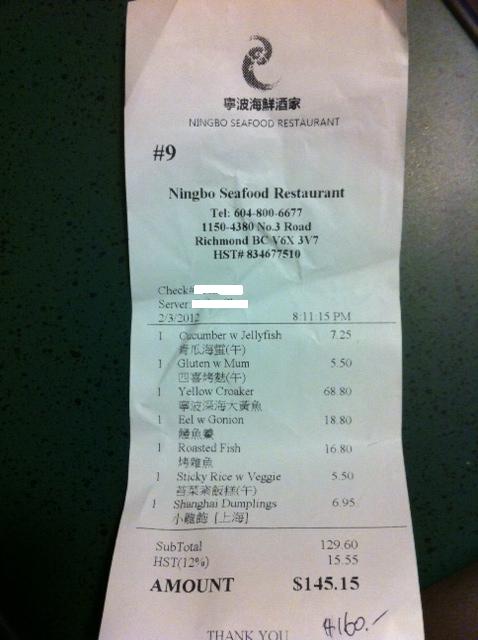 寧波海鮮酒家
NINGBO SEAFOOD RESTAURANT
#9
Ningbo Seafood Restaurant
Tel: 604-800-6677
1150-4380 No.3 Road
Richmond BC V6X 3V7
HST# 834677510
Check#
Server:
2/3/2012 8:11:15 PM
1 Cucumber w Jellyfish 7.25
青瓜海蜇(午)
1 Gluten w Mum 5.50
四喜烤麩(午)
1 Yellow Croaker 68.80
寧波深海大黃魚
1 Eel w Gonion 18.80
鱔魚羹
1 Roasted Fish 16.80
烤雜魚
1 Sticky Rice w Veggie 5.50
苔菜素飯糕(午)
1 Shanghai Dumplings 6.95
小籠飽 [上海]
SubTotal 129.60
HST(12%) 15.55
AMOUNT $145.15
THANK YOU
$160.-